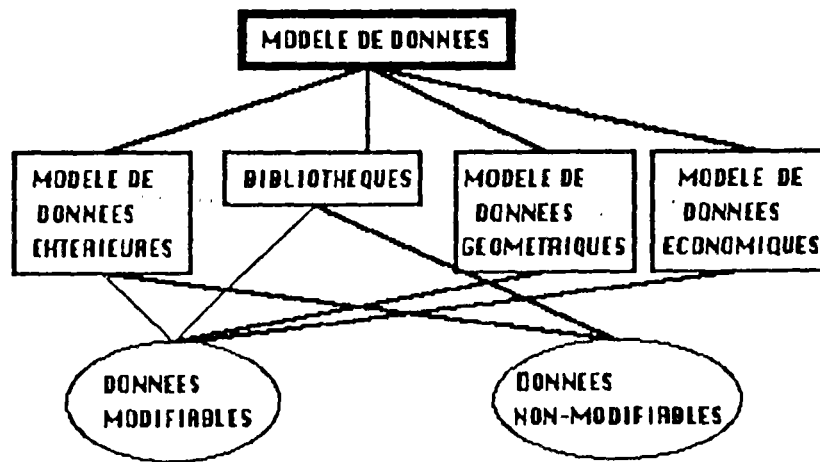 MODELE DE DONNEES
MODELE DE
DONNEES
EXTERIEURES
BIBLIOTHEQUES
MODELE DE
DONNEES
GEOMETRIQUES
MODELE DE
DONNEES
ECONOMIQUES
DONNEES
MODIFIABLES
DONNEES
NON-MODIFIABLES